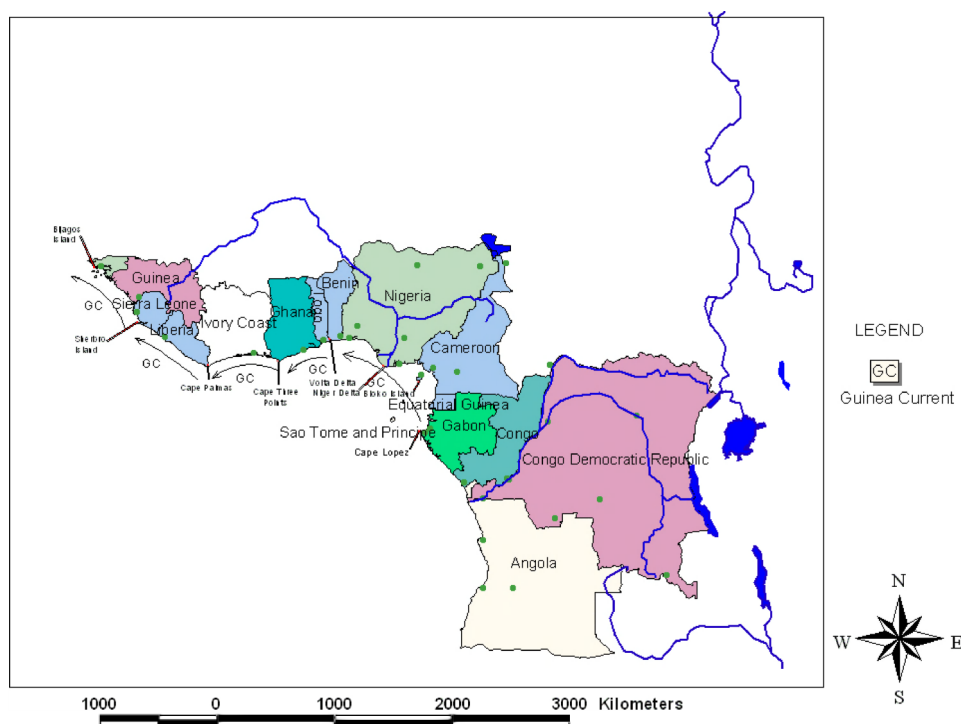 Bilagos
Island
GC
Guinea
Sierra Leone
Sherbro
Island
Liberia
GC
Ivory Coast
GC
Cape Palmas
Ghana
Togo
Benin
GC
Cape Three
Points
Volta Delta
Niger Delta
GC
Bioko Island
Nigeria
Cameroon
Equatorial Guinea
Sao Tome and Principe
Cape Lopez
Gabon
Congo
Congo Democratic Republic
Angola
LEGEND
GC
Guinea Current
N
W
E
S
1000 0 1000 2000 3000 Kilometers